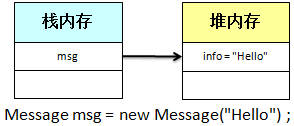 栈内存
堆内存
msg
info = "Hello"
Message msg = new Message("Hello") ;